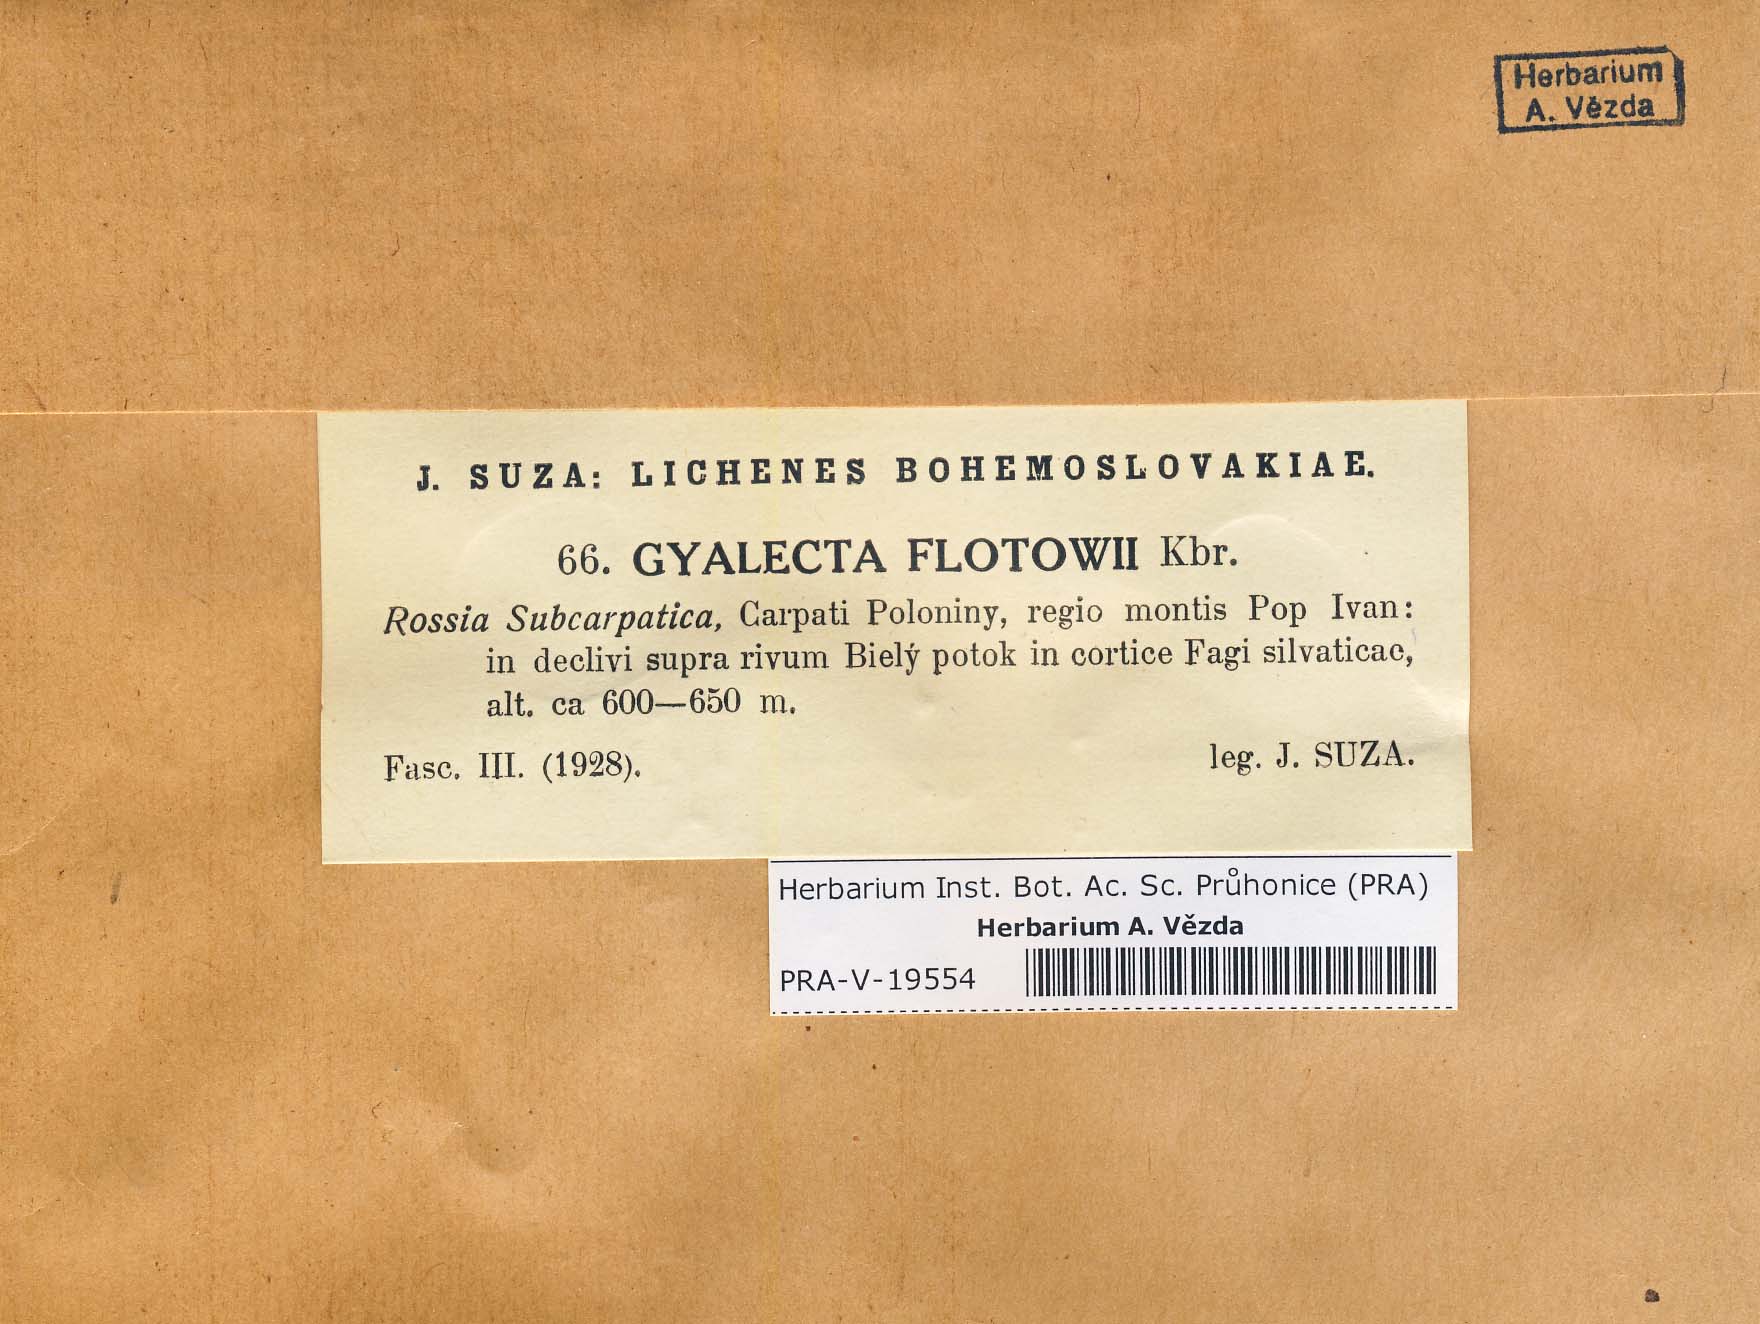 Herbarium
A. Vězda
J. SUZA: LICHENES BOHEMOSLOVAKIAE.
66. GYALECTA FLOTOWII Kbr.
Rossia Subcarpatica, Carpati Poloniny, regio montis Pop Ivan:
in declivi supra rivum Bielý potok in cortice Fagi silvaticae,
alt. ca 600—650 m.
Fasc. III. (1928). leg. J. SUZA.
Herbarium Inst. Bot. Ac. Sc. Průhonice (PRA)
Herbarium A. Vězda
PRA-V-19554